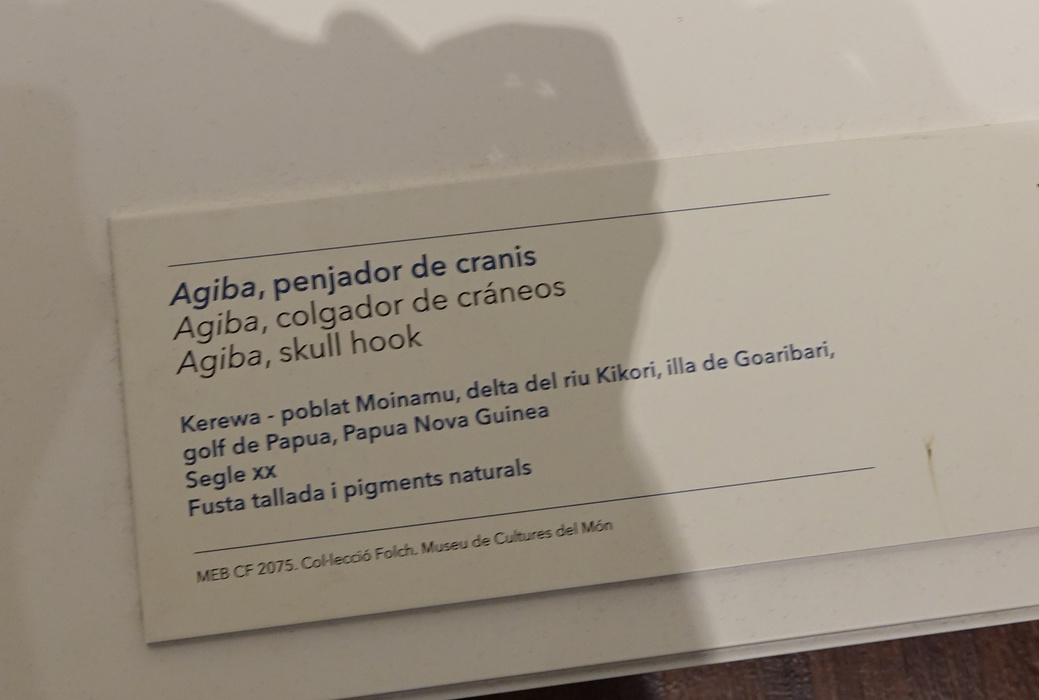 Agiba, penjador de cranis
Agiba, colgador de cráneos
Agiba, skull hook
Kerewa - poblat Moinamu, delta del riu Kikori, illa de Goaribari,
golf de Papua, Papua Nova Guinea
Segle xx
Fusta tallada i pigments naturals
MEB CF 2075. Col·lecció Folch. Museu de Cultures del Món